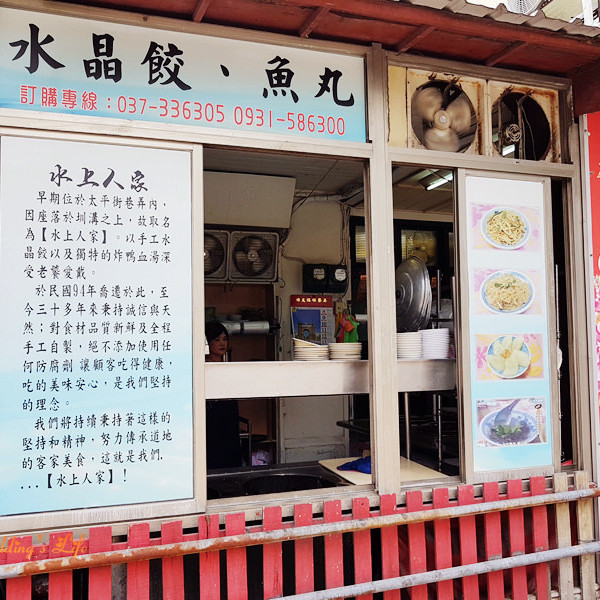 水晶餃、魚丸
訂購專線：037-336305 0931-586300
水上人家
早期位於太平街巷弄內，
因座落於圳溝之上，故取名
為【水上人家】。以手工水
晶餃以及獨特的炸鴨血湯深
受老饕愛戴。
於民國94年喬遷於此，至
今三十多年來秉持誠信與天
然；對食材品質新鮮及全程
手工自製，絕不添加使用任
何防腐劑 讓顧客吃得健康，
吃的美味安心，是我們堅持
的理念。
我們將持續秉持著這樣的
堅持和精神，努力傳承道地
的客家美食，這就是我們.
...【水上人家】！